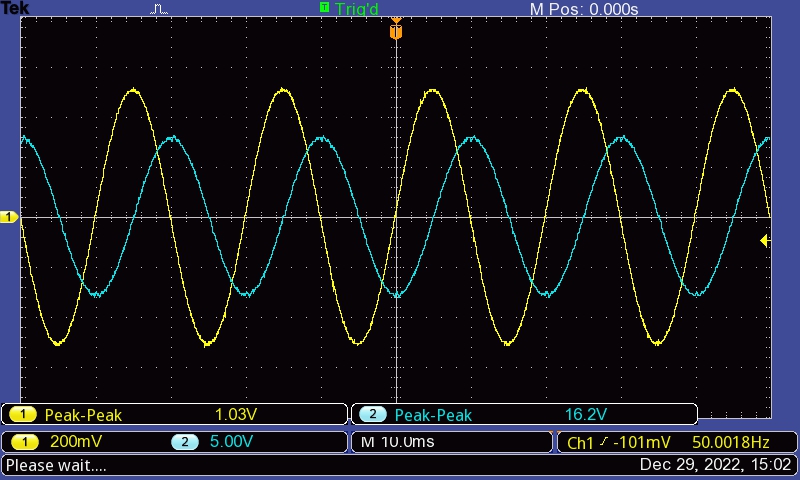 Tek T Trig'd M Pos: 0.000s
T
1
1 Peak-Peak 1.03V 2 Peak-Peak 16.2V
1 200mV 2 5.00V M 10.0ms Ch1 -101mV 50.0018Hz
Please wait.... Dec 29, 2022, 15:02